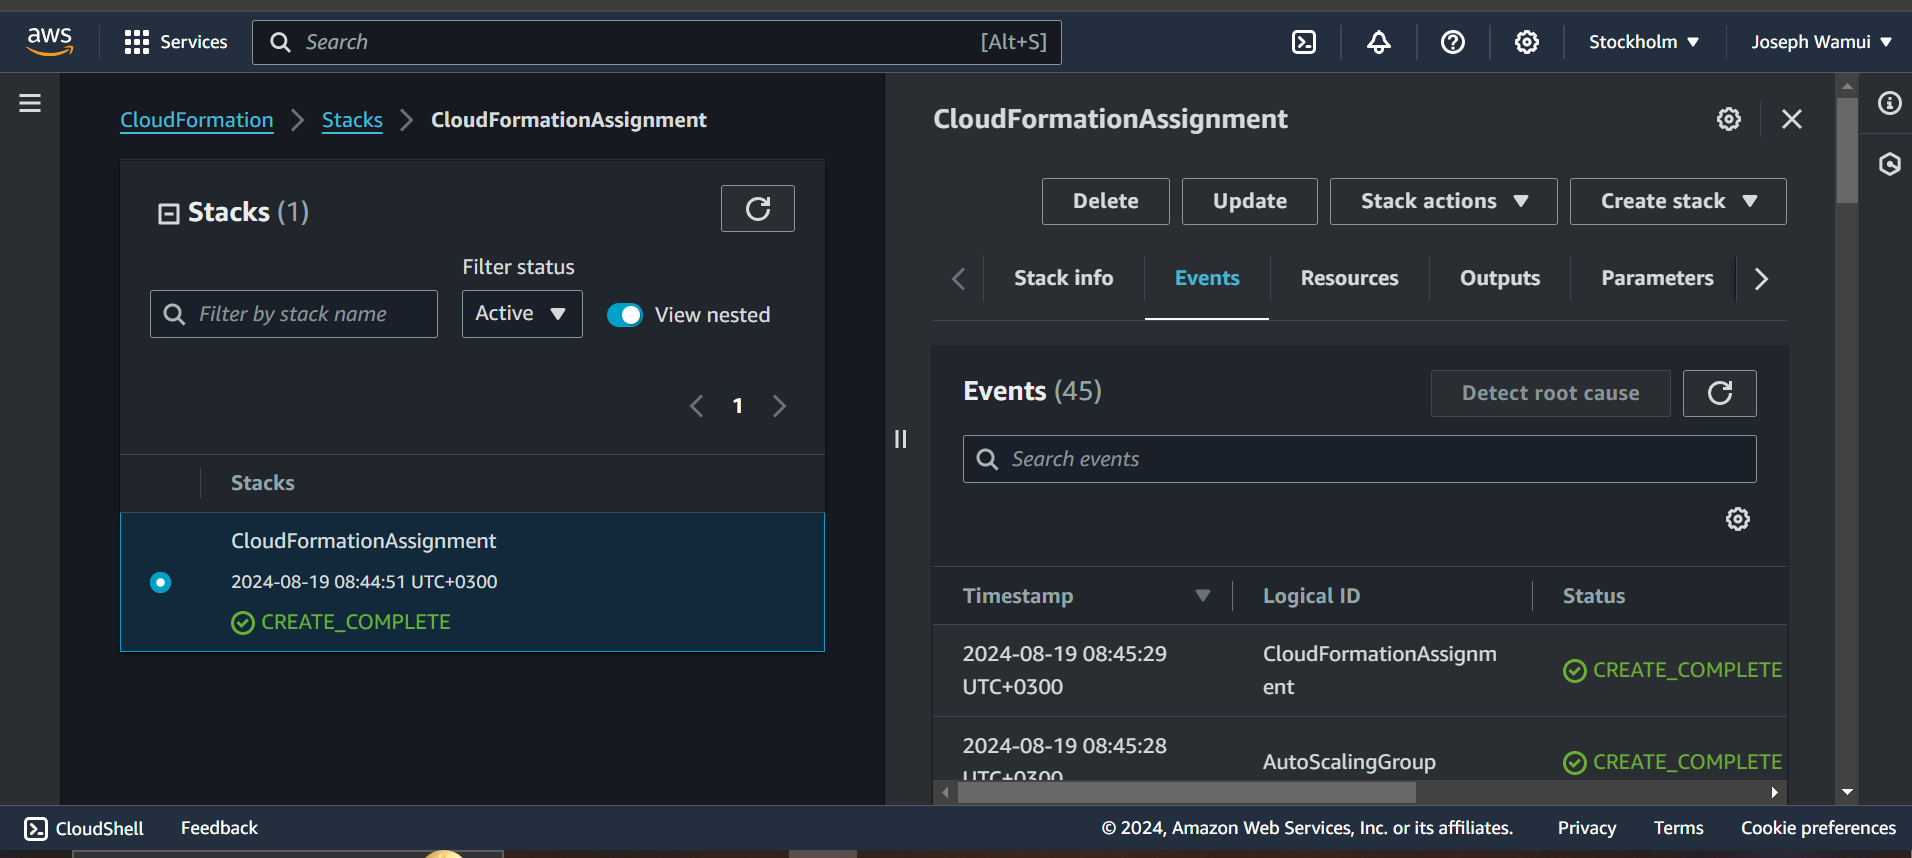 aws
Services
Search [Alt+S]
Stockholm
Joseph Wamui
CloudFormation
Stacks
CloudFormationAssignment
Stacks (1)
Filter status
Filter by stack name
Active
View nested
1
Stacks
CloudFormationAssignment
2024-08-19 08:44:51 UTC+0300
CREATE_COMPLETE
CloudFormationAssignment
Delete
Update
Stack actions
Create stack
Stack info
Events
Resources
Outputs
Parameters
Events (45)
Detect root cause
Search events
Timestamp
Logical ID
Status
2024-08-19 08:45:29
UTC+0300
CloudFormationAssignm
ent
CREATE_COMPLETE
2024-08-19 08:45:28
UTC+0300
AutoScalingGroup
CREATE_COMPLETE
CloudShell
Feedback
© 2024, Amazon Web Services, Inc. or its affiliates.
Privacy
Terms
Cookie preferences